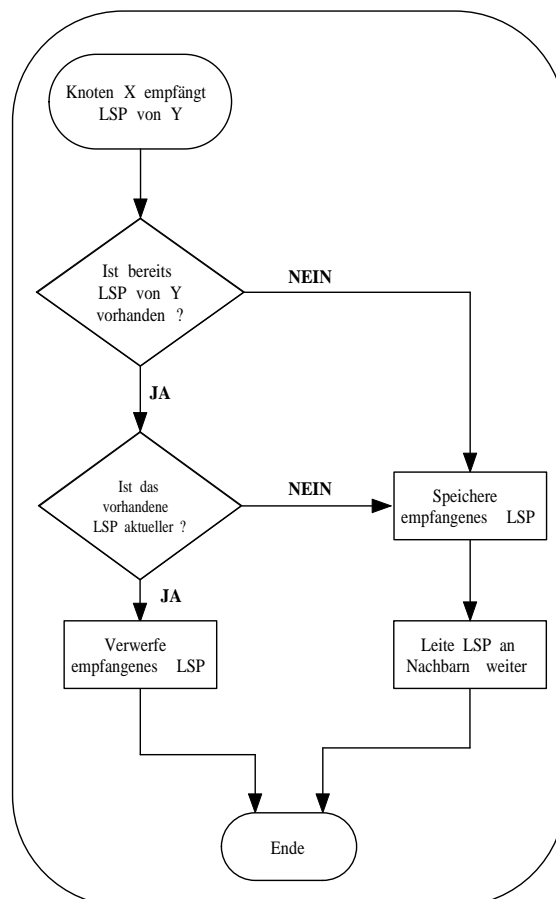 Knoten X empfängt
LSP von Y
Ist bereits
LSP von Y
vorhanden ?
NEIN
JA
Ist das
vorhandene
LSP aktueller ?
NEIN
Speichere
empfangenes LSP
JA
Verwerfe
empfangenes LSP
Leite LSP an
Nachbarn weiter
Ende